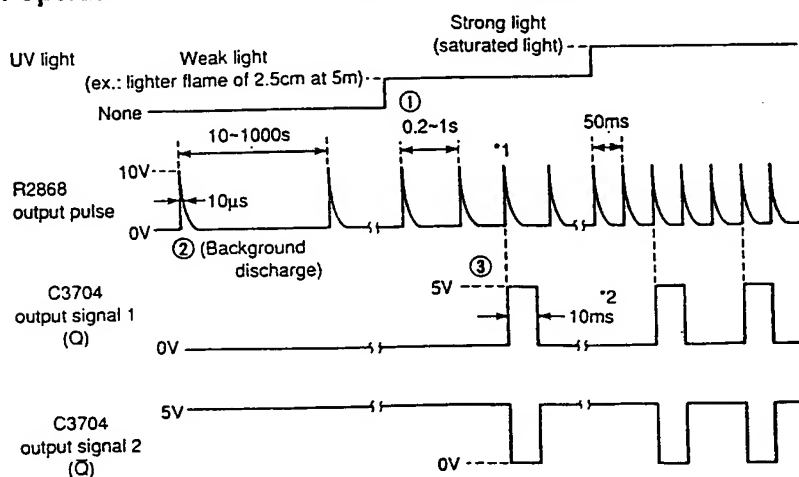 Strong light
(saturated light)
UV light
Weak light
(ex.: lighter flame of 2.5cm at 5m)
None
①
10~1000s
0.2~1s
*1
50ms
10V
R2868
output pulse
10µs
0V
② (Background
discharge)
③
C3704
output signal 1
(Q)
5V
*2
10ms
0V
C3704
output signal 2
(Q̄)
5V
0V